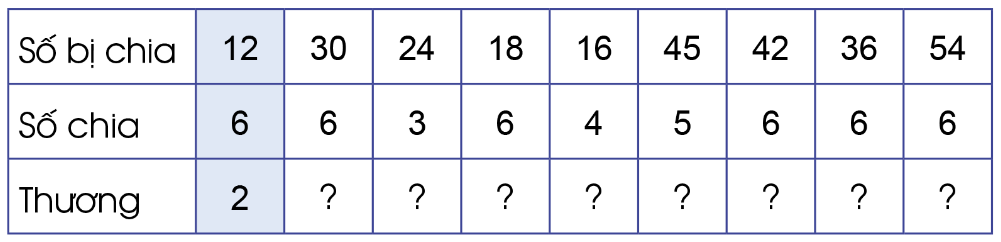 Số bị chia 12 30 24 18 16 45 42 36 54
Số chia 6 6 3 6 4 5 6 6 6
Thương 2 ? ? ? ? ? ? ? ?